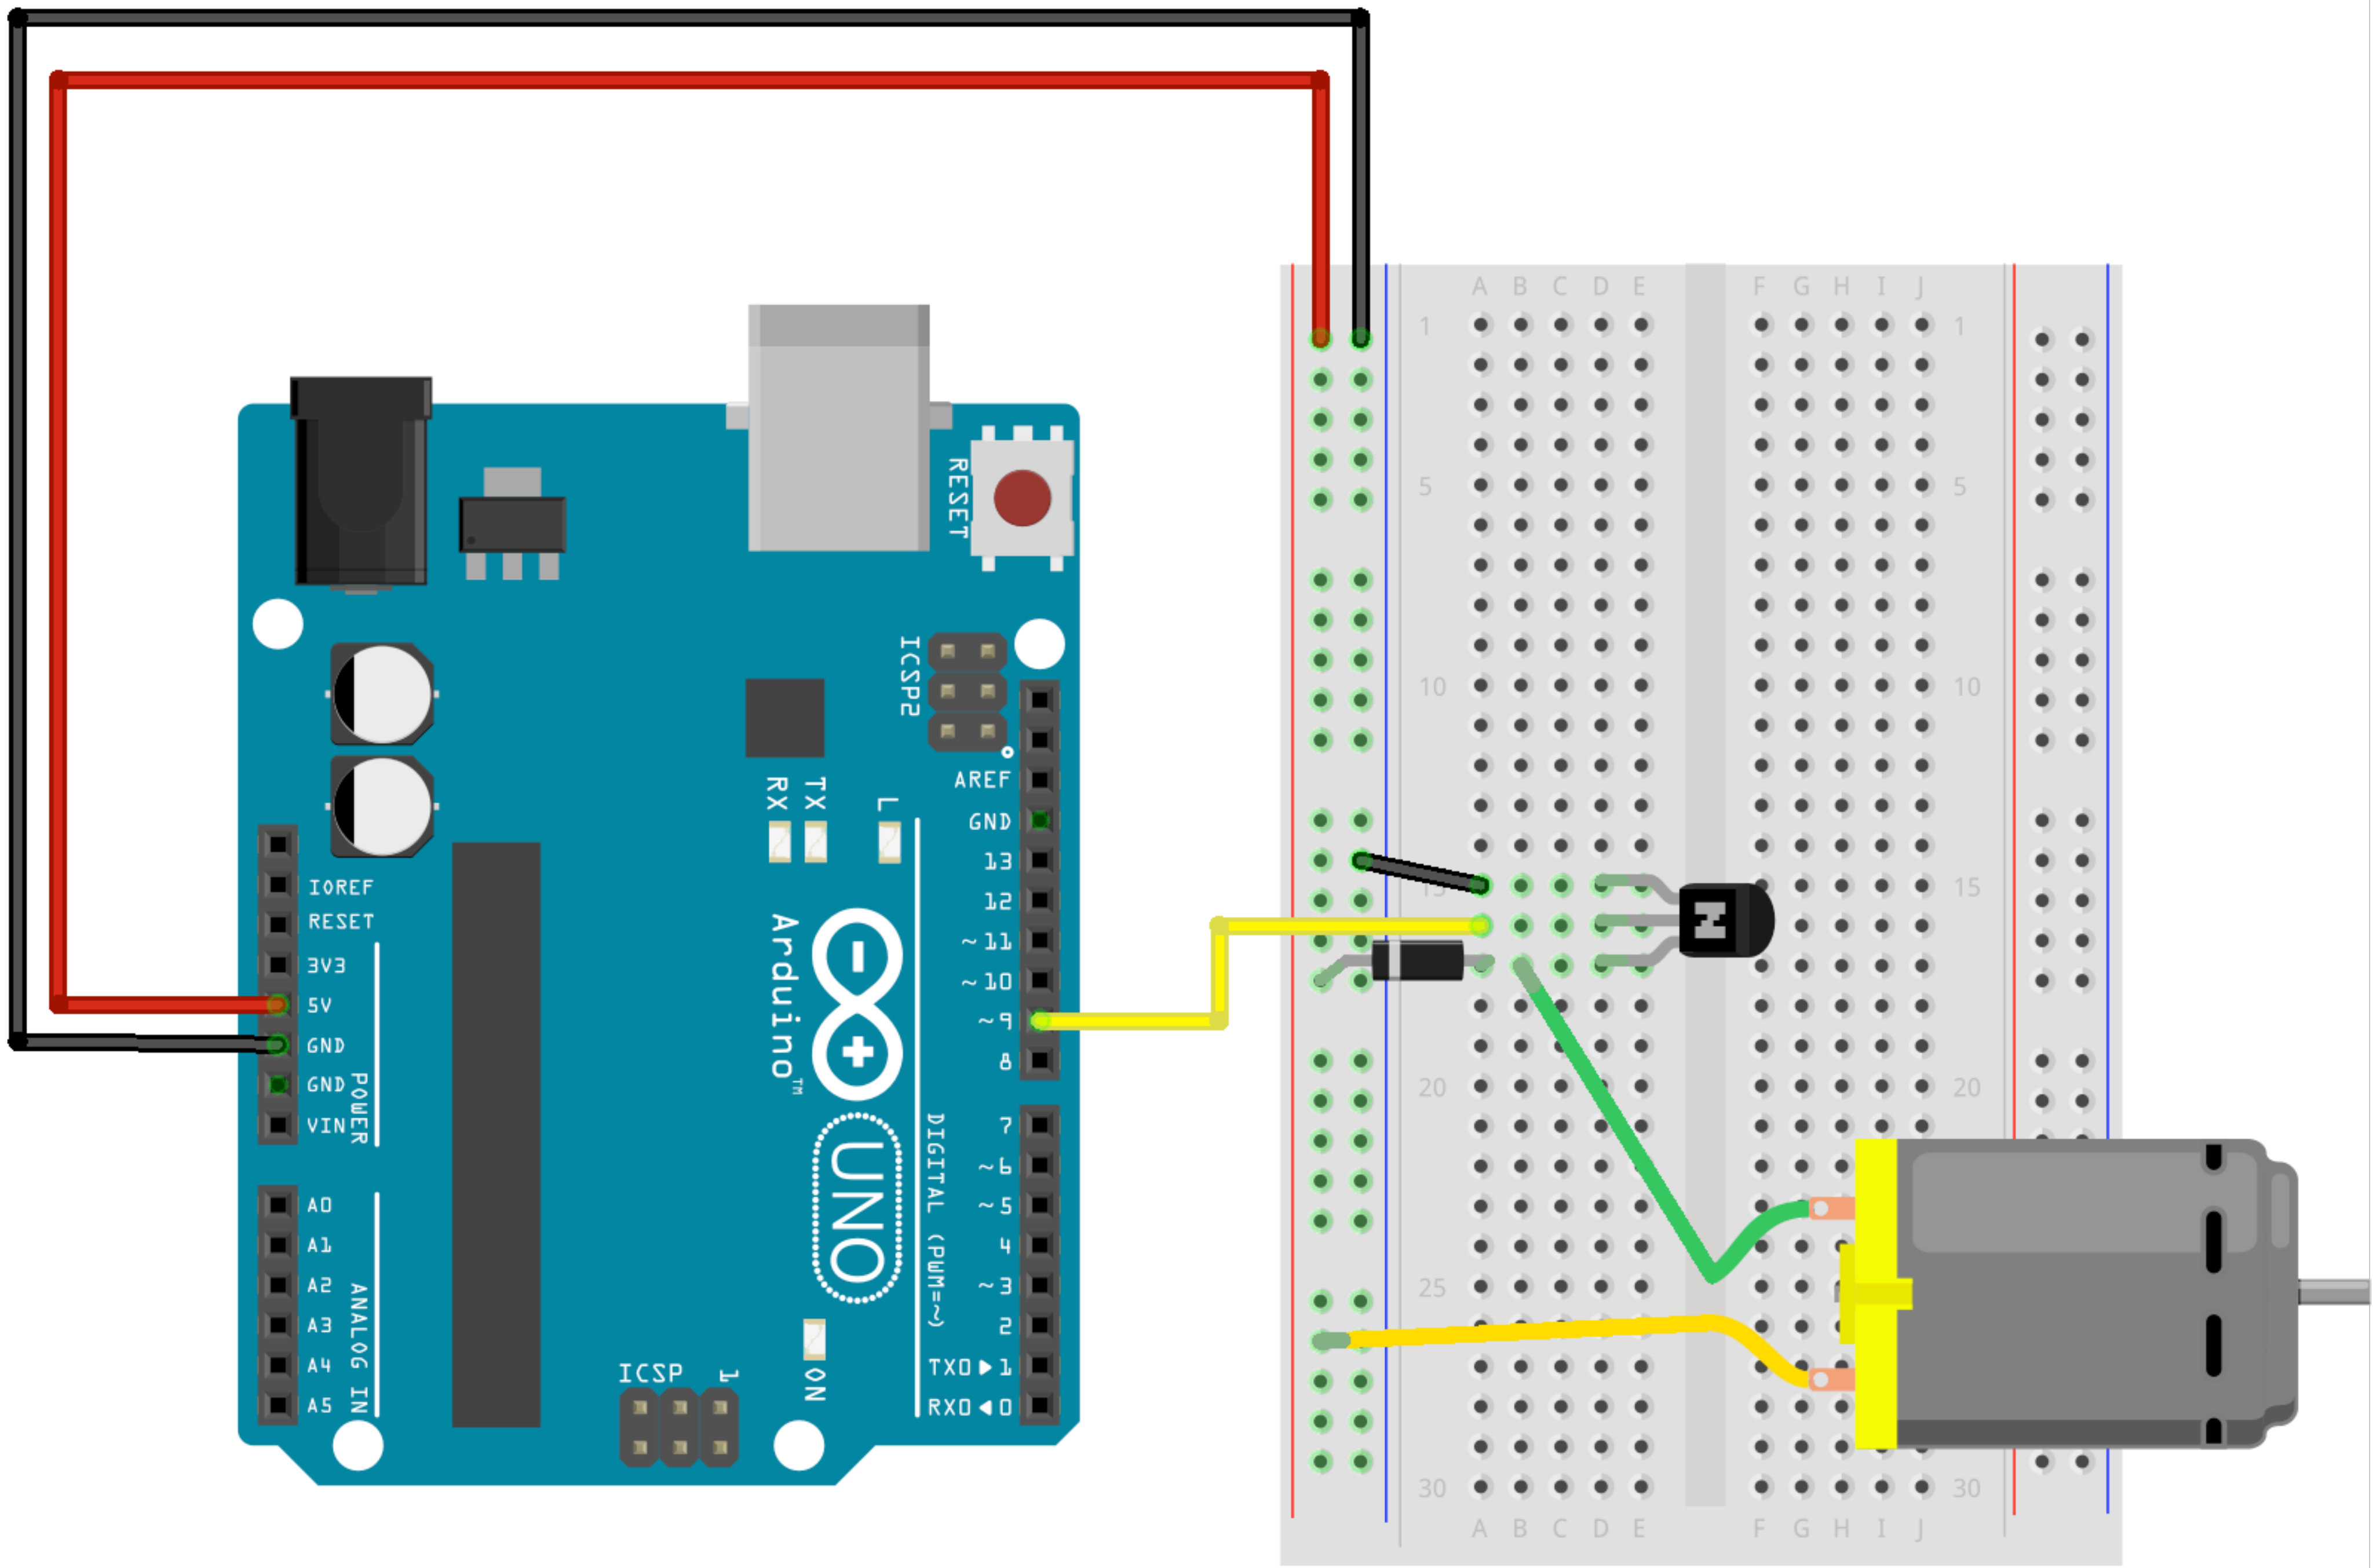 A B C D E F G H I J
1 1
5 5
10 10
15 15
20 20
25 25
30 30
A B C D E F G H I J
RESET
ICSP2
AREF
GND
13
12
~11
~10
~9
8
7
~6
~5
4
~3
2
TX0▶1
RX0◀0
DIGITAL (PWM=~)
IOREF
RESET
3V3
5V
GND
GND
VIN
POWER
A0
A1
A2
A3
A4
A5
ANALOG IN
RX
TX
L
Arduino™
UNO
ON
ICSP
1
N